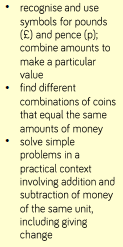 • recognise and use
symbols for pounds
(£) and pence (p);
combine amounts to
make a particular
value
• find different
combinations of coins
that equal the same
amounts of money
• solve simple
problems in a
practical context
involving addition and
subtraction of money
of the same unit,
including giving
change